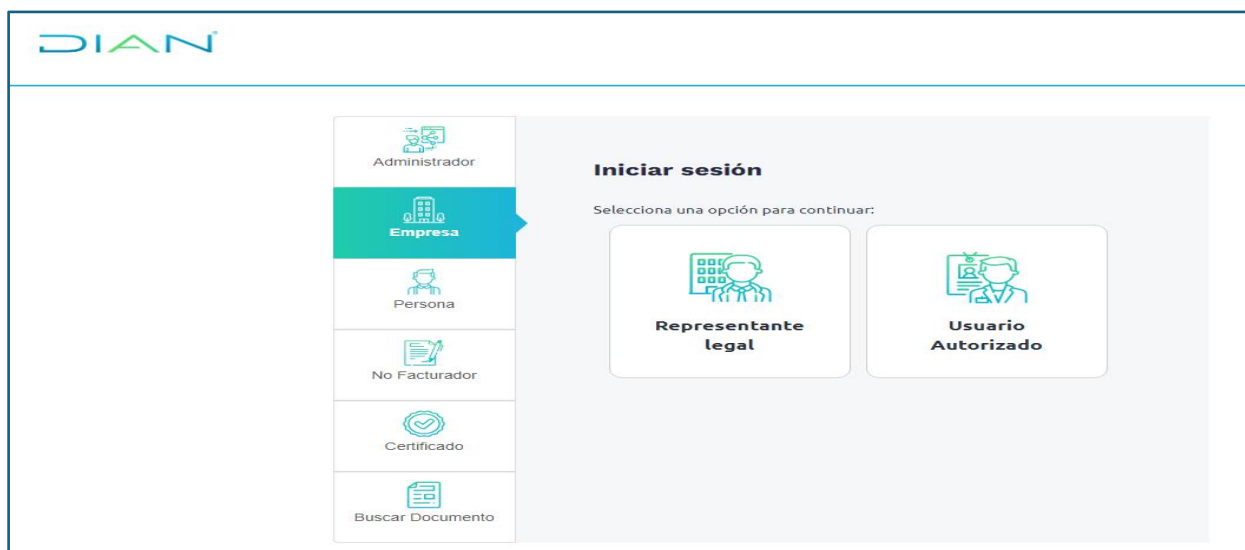 DIAN
Administrador
Empresa
Persona
No Facturador
Certificado
Buscar Documento
Iniciar sesión
Selecciona una opción para continuar:
Representante
legal
Usuario
Autorizado